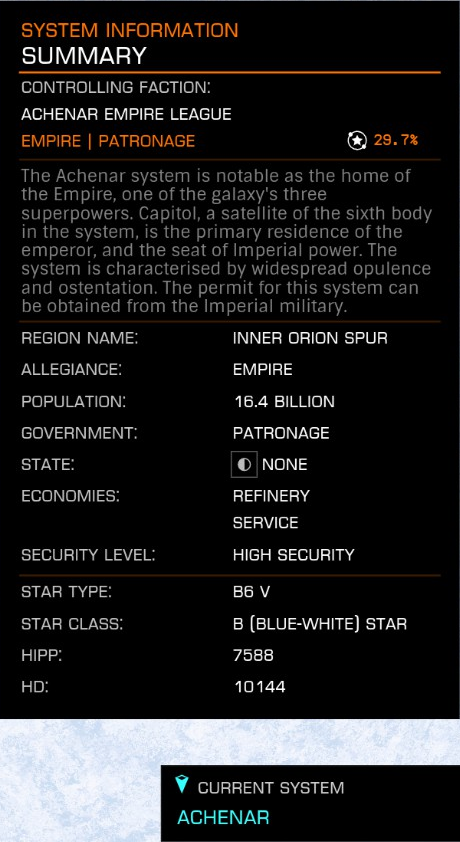 SYSTEM INFORMATION
SUMMARY
CONTROLLING FACTION:
ACHENAR EMPIRE LEAGUE
EMPIRE | PATRONAGE 29.7%
The Achenar system is notable as the home of
the Empire, one of the galaxy's three
superpowers. Capitol, a satellite of the sixth body
in the system, is the primary residence of the
emperor, and the seat of Imperial power. The
system is characterised by widespread opulence
and ostentation. The permit for this system can
be obtained from the Imperial military.
REGION NAME: INNER ORION SPUR
ALLEGIANCE: EMPIRE
POPULATION: 16.4 BILLION
GOVERNMENT: PATRONAGE
STATE: NONE
ECONOMIES: REFINERY
SERVICE
SECURITY LEVEL: HIGH SECURITY
STAR TYPE: B6 V
STAR CLASS: B (BLUE-WHITE) STAR
HIPP: 7588
HD: 10144
CURRENT SYSTEM
ACHENAR